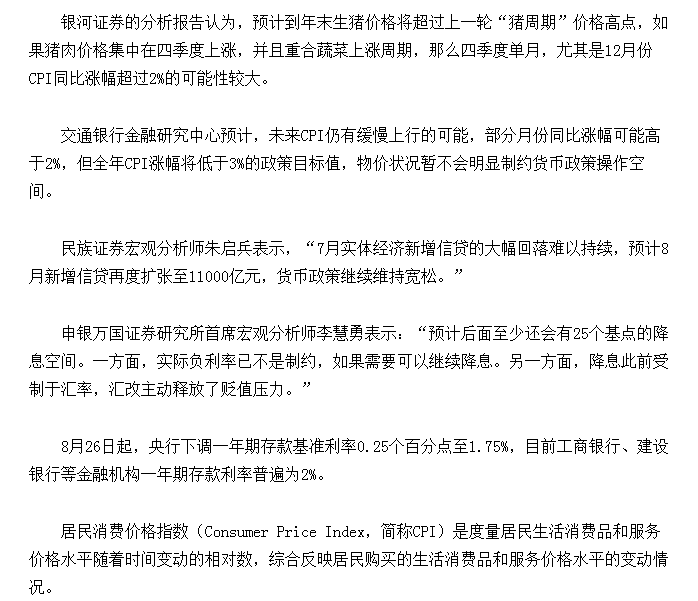 银河证券的分析报告认为，预计到年末生猪价格将超过上一轮“猪周期”价格高点，如
果猪肉价格集中在四季度上涨，并且重合蔬菜上涨周期，那么四季度单月，尤其是12月份
CPI同比涨幅超过2%的可能性较大。
交通银行金融研究中心预计，未来CPI仍有缓慢上行的可能，部分月份同比涨幅可能高
于2%，但全年CPI涨幅将低于3%的政策目标值，物价状况暂不会明显制约货币政策操作空
间。
民族证券宏观分析师朱启兵表示，“7月实体经济新增信贷的大幅回落难以持续，预计8
月新增信贷再度扩张至11000亿元，货币政策继续维持宽松。”
申银万国证券研究所首席宏观分析师李慧勇表示：“预计后面至少还会有25个基点的降
息空间。一方面，实际负利率已不是制约，如果需要可以继续降息。另一方面，降息此前受
制于汇率，汇改主动释放了贬值压力。”
8月26日起，央行下调一年期存款基准利率0.25个百分点至1.75%，目前工商银行、建设
银行等金融机构一年期存款利率普遍为2%。
居民消费价格指数（Consumer Price Index，简称CPI）是度量居民生活消费品和服务
价格水平随着时间变动的相对数，综合反映居民购买的生活消费品和服务价格水平的变动情
况。